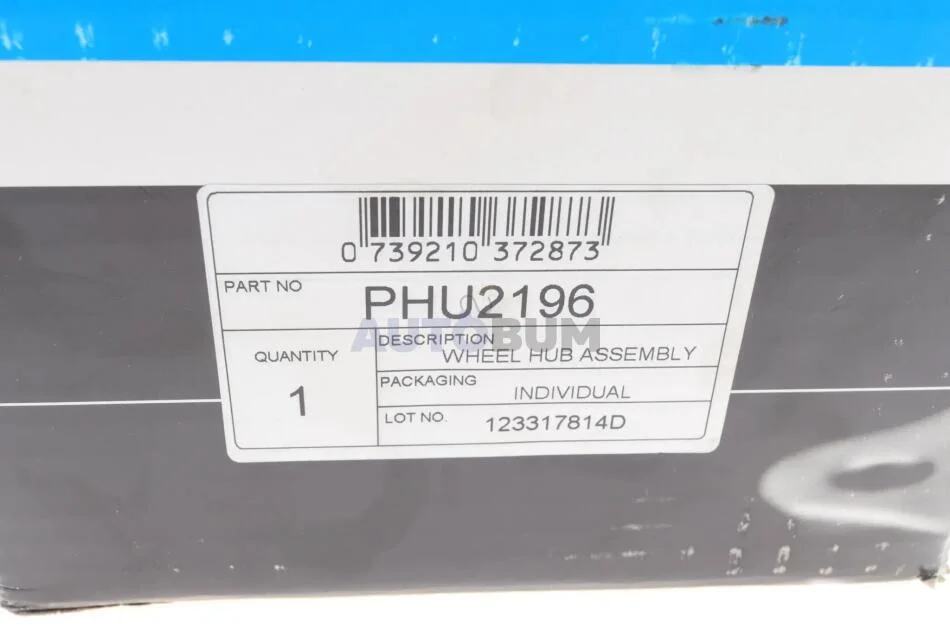 0 739210 372873
PART NO
PHU2196
AUTOBUM
QUANTITY
1
DESCRIPTION
WHEEL HUB ASSEMBLY
PACKAGING
INDIVIDUAL
LOT NO.
123317814D